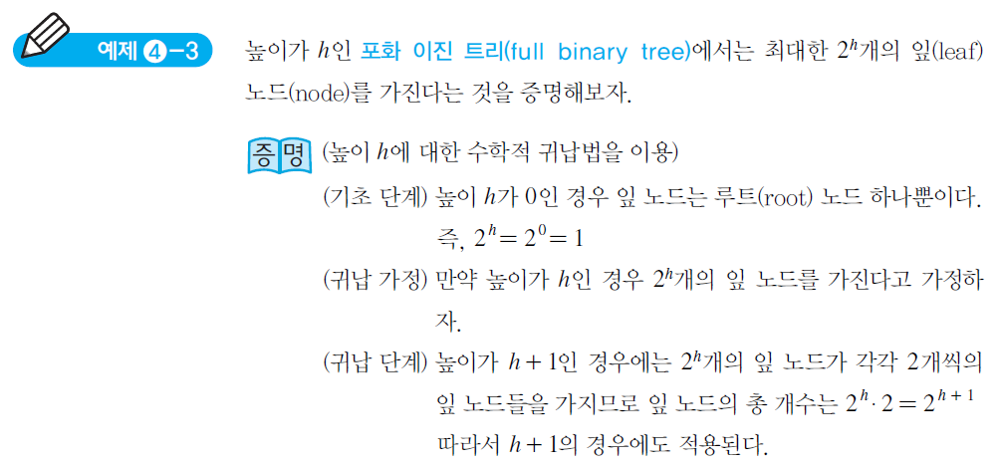 예제 4-3
높이가 h인 포화 이진 트리(full binary tree)에서는 최대한 2^h개의 잎(leaf)
노드(node)를 가진다는 것을 증명해보자.
증명 (높이 h에 대한 수학적 귀납법을 이용)
(기초 단계) 높이 h가 0인 경우 잎 노드는 루트(root) 노드 하나뿐이다.
즉, 2^h = 2^0 = 1
(귀납 가정) 만약 높이가 h인 경우 2^h개의 잎 노드를 가진다고 가정하
자.
(귀납 단계) 높이가 h + 1인 경우에는 2^h개의 잎 노드가 각각 2개씩의
잎 노드들을 가지므로 잎 노드의 총 개수는 2^h · 2 = 2^(h + 1)
따라서 h + 1의 경우에도 적용된다.